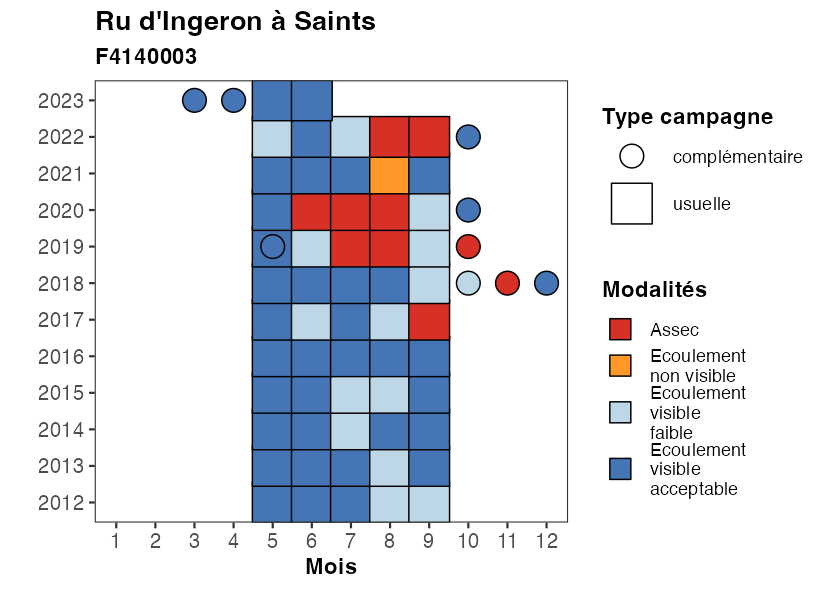 Ru d'Ingeron à Saints
F4140003
2023
2022
2021
2020
2019
2018
2017
2016
2015
2014
2013
2012
1 2 3 4 5 6 7 8 9 10 11 12
Mois
Type campagne
complémentaire
usuelle
Modalités
Assec
Ecoulement
non visible
Ecoulement
visible
faible
Ecoulement
visible
acceptable